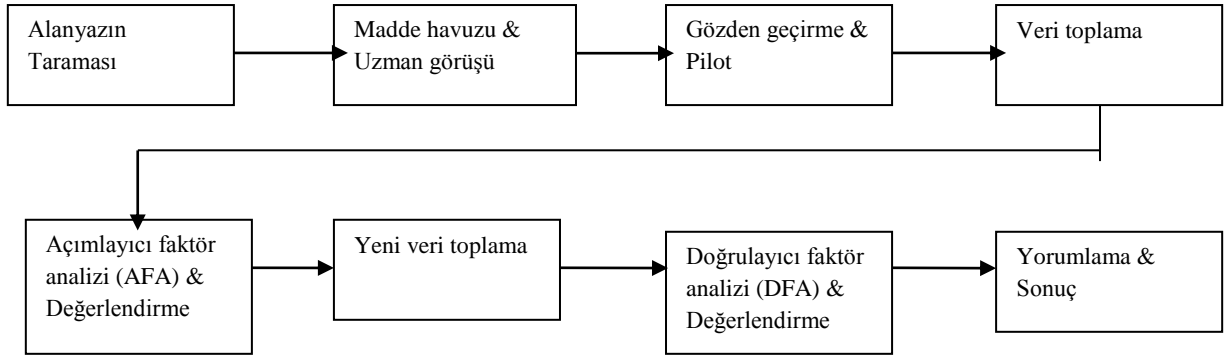 Alanyazın
Taraması
Madde havuzu &
Uzman görüşü
Gözden geçirme &
Pilot
Veri toplama
Açımlayıcı faktör
analizi (AFA) &
Değerlendirme
Yeni veri toplama
Doğrulayıcı faktör
analizi (DFA) &
Değerlendirme
Yorumlama &
Sonuç